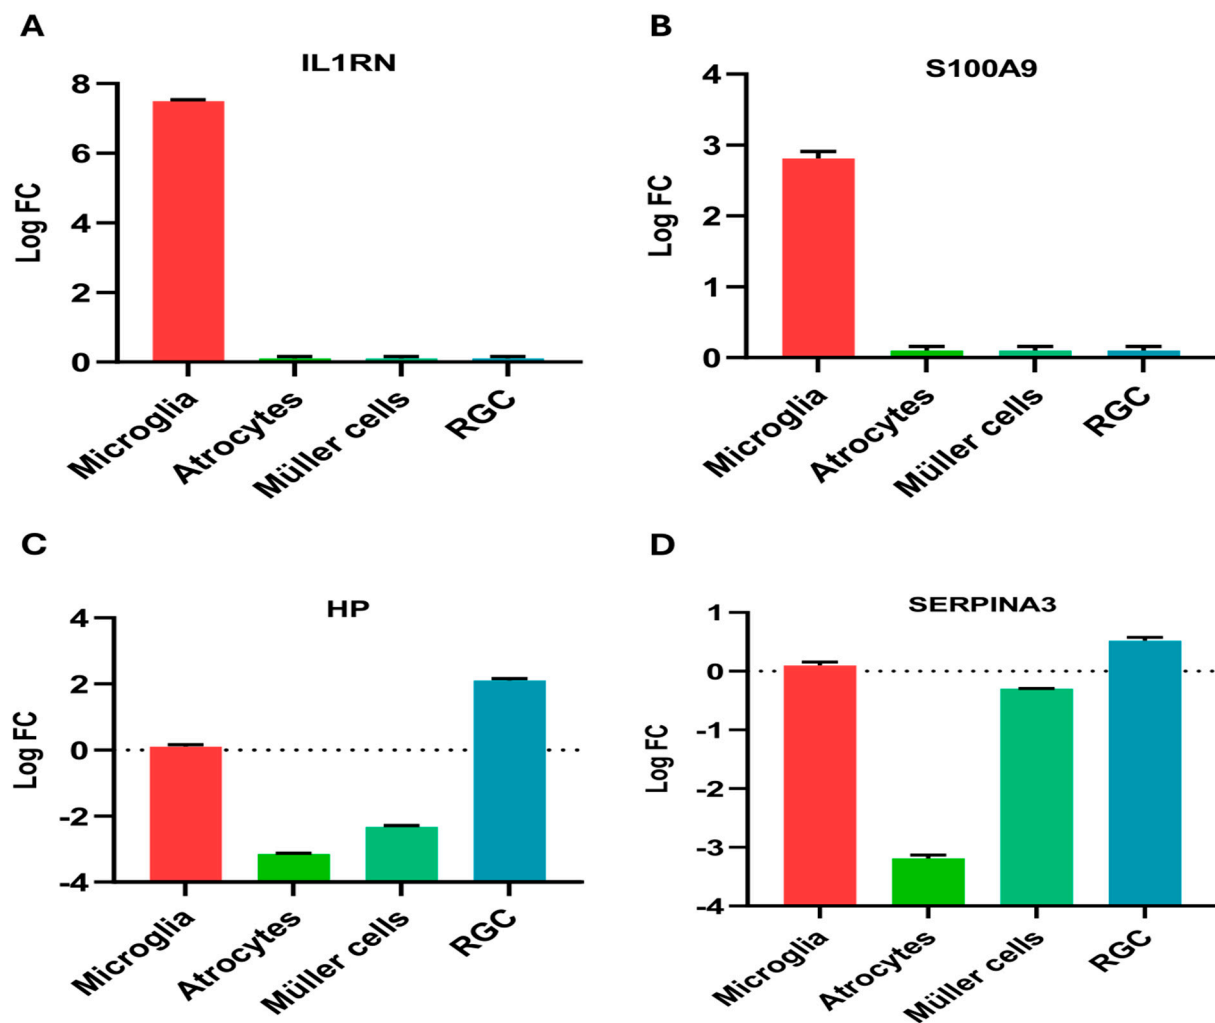 A
IL1RN
Log FC
8
6
4
2
0
Microglia
Atrocytes
Müller cells
RGC
B
S100A9
Log FC
4
3
2
1
0
Microglia
Atrocytes
Müller cells
RGC
C
HP
Log FC
4
2
0
-2
-4
Microglia
Atrocytes
Müller cells
RGC
D
SERPINA3
Log FC
1
0
-1
-2
-3
-4
Microglia
Atrocytes
Müller cells
RGC